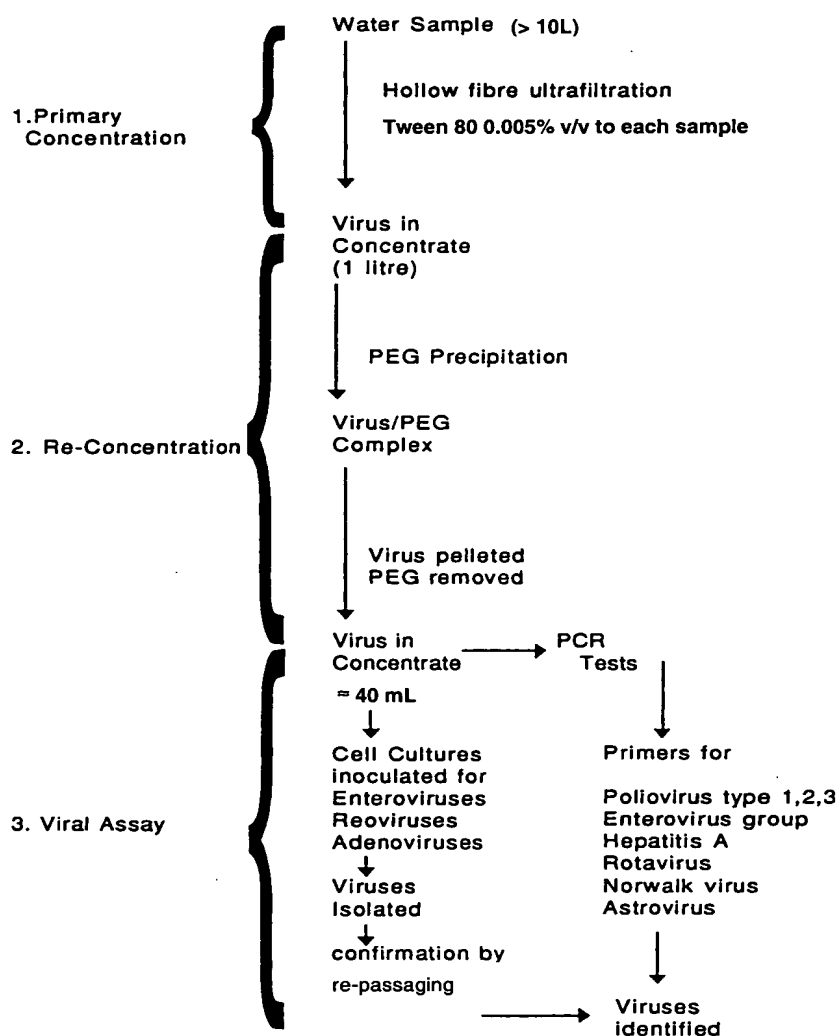 Water Sample (> 10L)
Hollow fibre ultrafiltration
Tween 80 0.005% v/v to each sample
1.Primary
Concentration
Virus in
Concentrate
(1 litre)
PEG Precipitation
Virus/PEG
Complex
2. Re-Concentration
Virus pelleted
PEG removed
Virus in
Concentrate
≈ 40 mL
PCR
Tests
3. Viral Assay
Cell Cultures
inoculated for
Enteroviruses
Reoviruses
Adenoviruses
Viruses
Isolated
confirmation by
re-passaging
Primers for
Poliovirus type 1,2,3
Enterovirus group
Hepatitis A
Rotavirus
Norwalk virus
Astrovirus
Viruses
identified